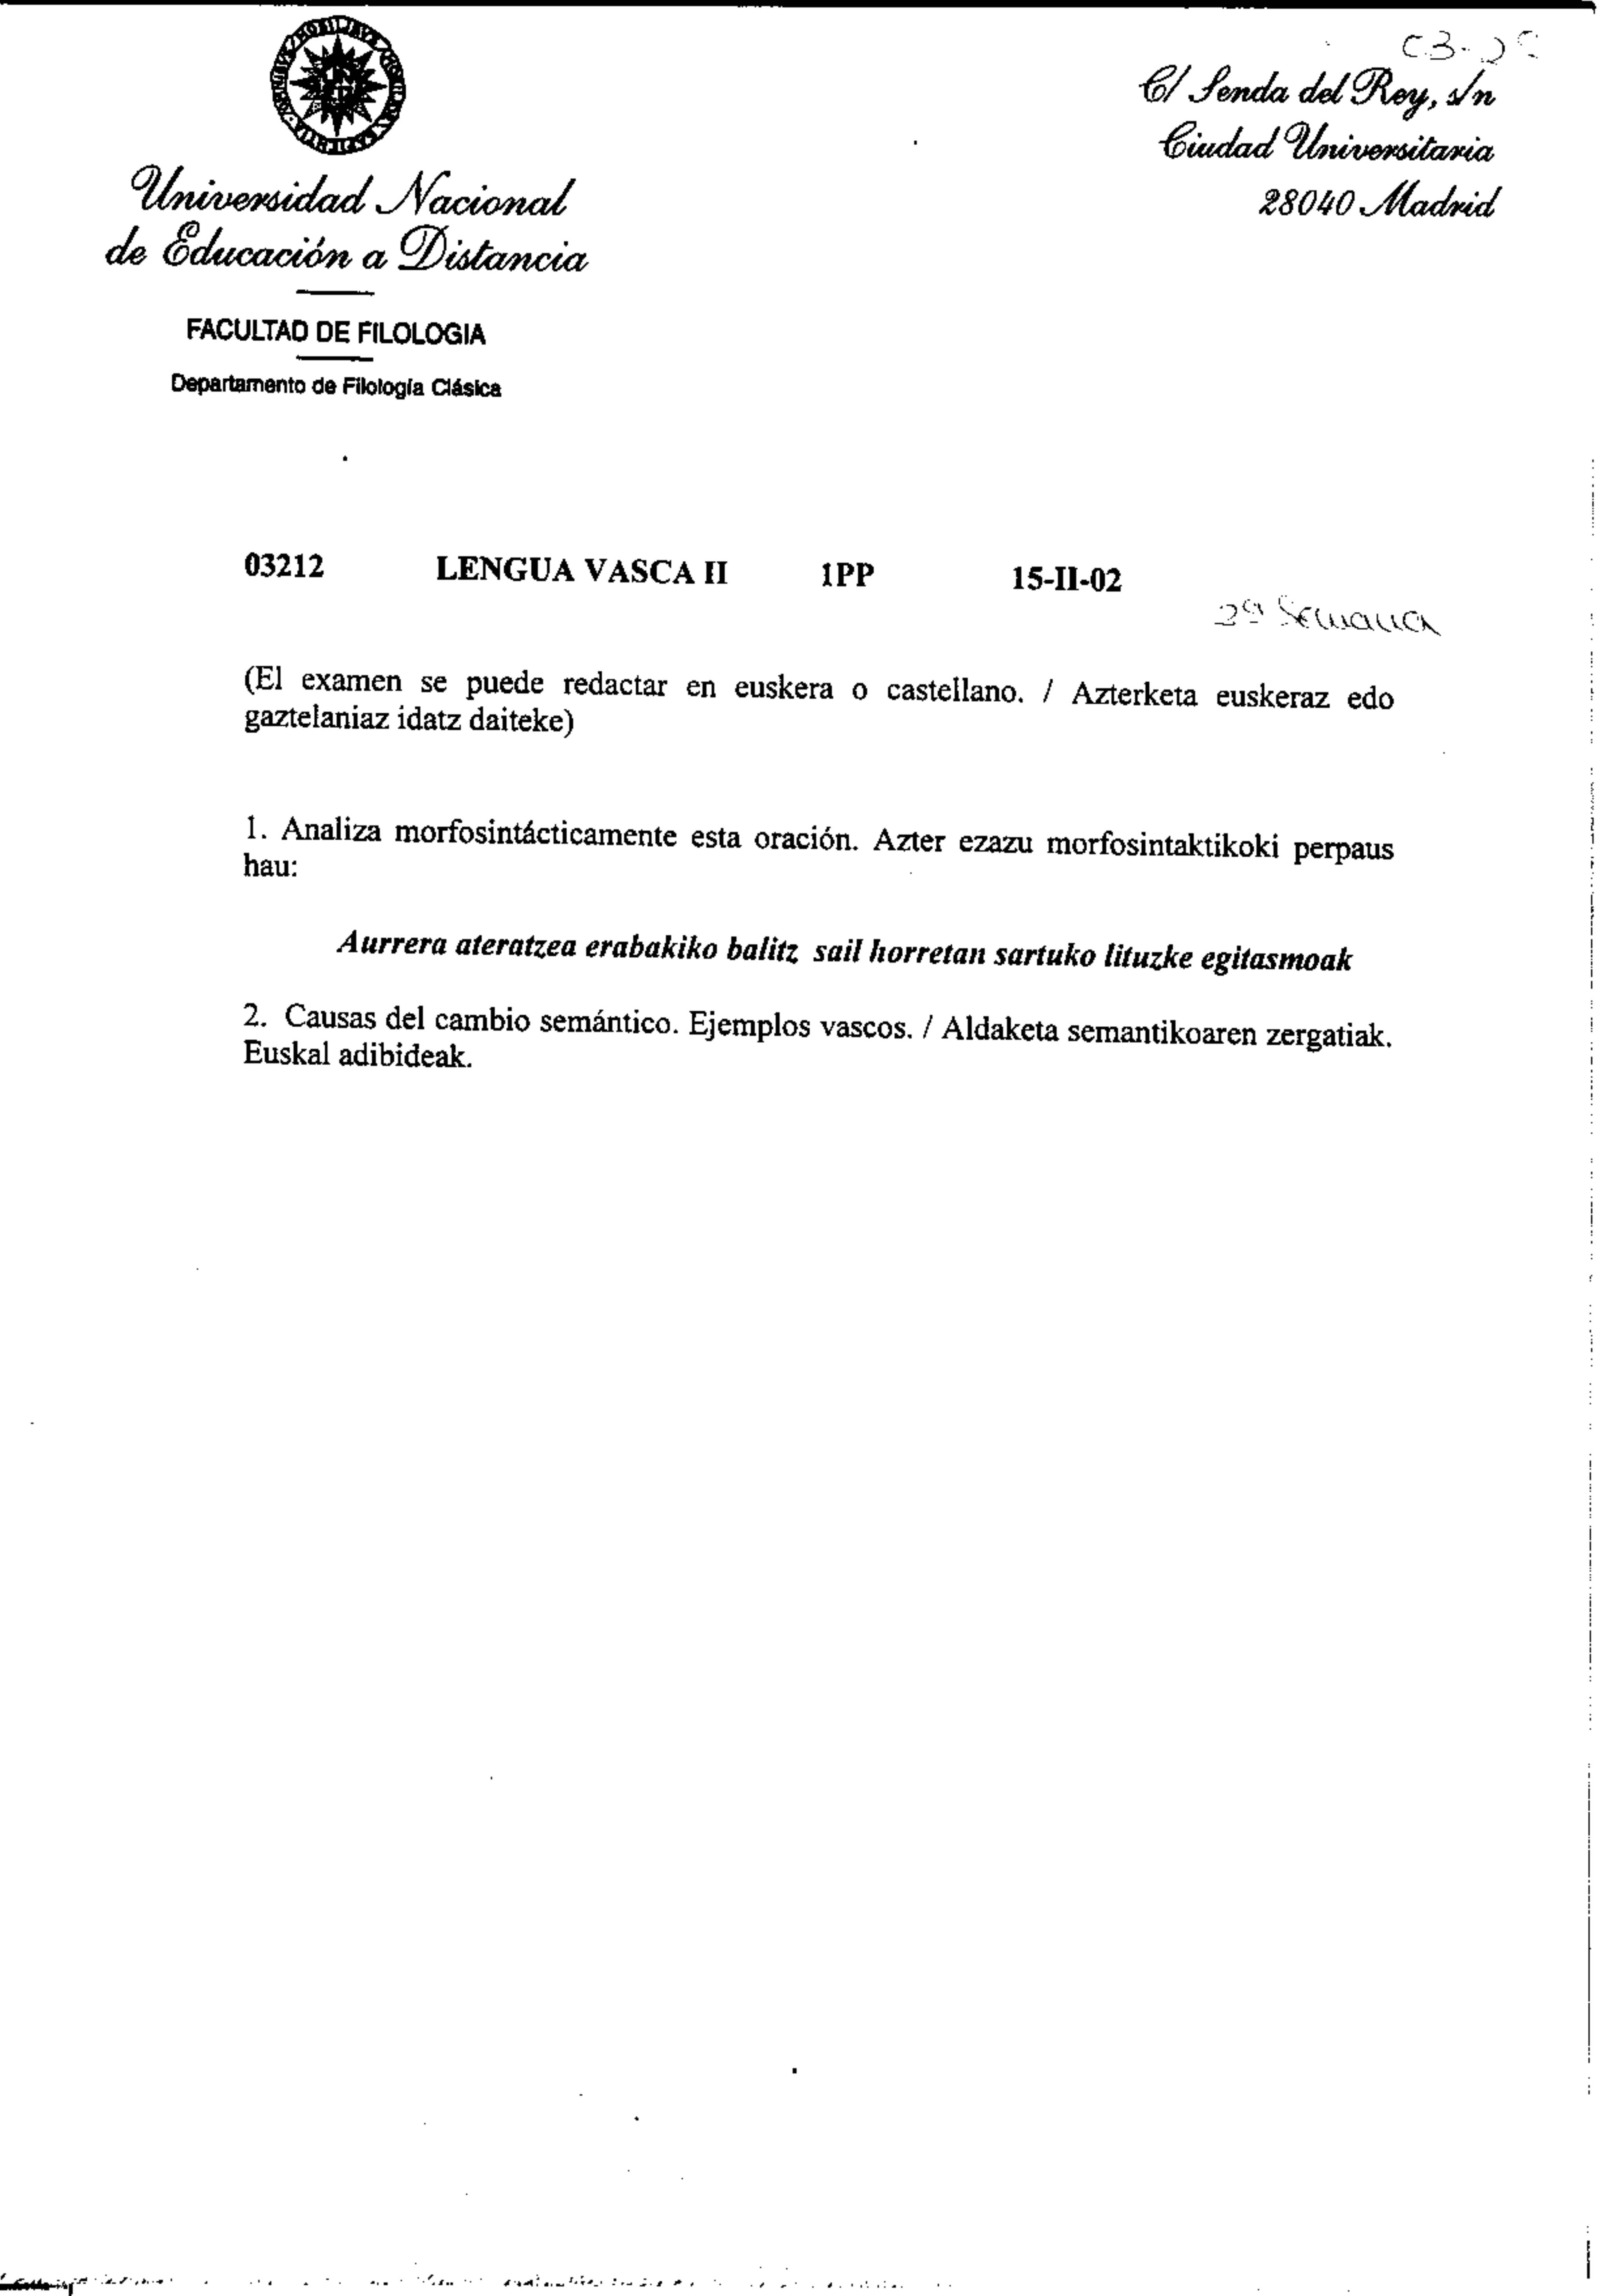 C/ Senda del Rey, s/n
Ciudad Universitaria
28040 Madrid
Universidad Nacional
de Educación a Distancia
FACULTAD DE FILOLOGIA
Departamento de Filología Clásica
03212 LENGUA VASCA II 1PP 15-II-02
2ª Semana
(El examen se puede redactar en euskera o castellano. / Azterketa euskeraz edo
gaztelaniaz idatz daiteke)
1. Analiza morfosintácticamente esta oración. Azter ezazu morfosintaktikoki perpaus
hau:
Aurrera ateratzea erabakiko balitz sail horretan sartuko lituzke egitasmoak
2. Causas del cambio semántico. Ejemplos vascos. / Aldaketa semantikoaren zergatiak.
Euskal adibideak.